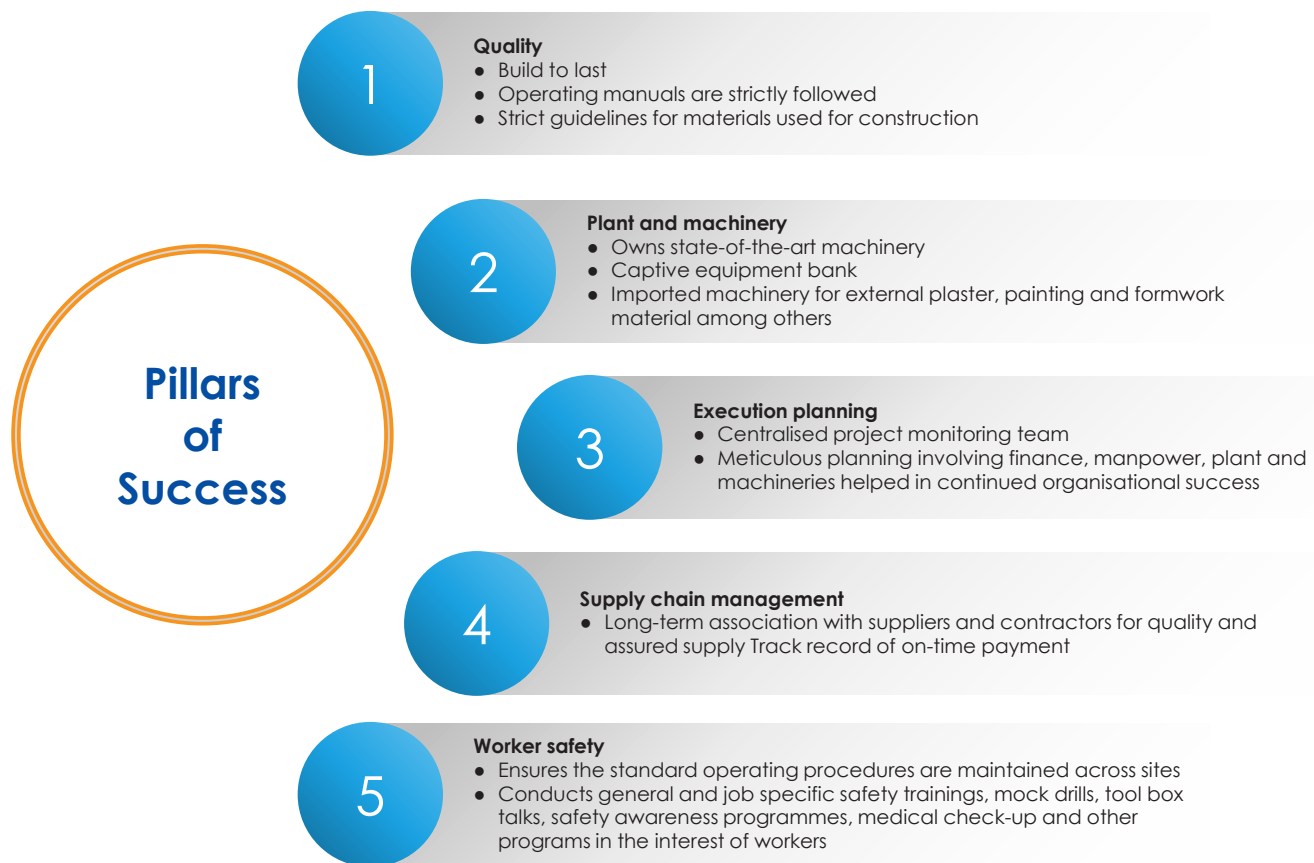 Pillars
of
Success
1
Quality
● Build to last
● Operating manuals are strictly followed
● Strict guidelines for materials used for construction
2
Plant and machinery
● Owns state-of-the-art machinery
● Captive equipment bank
● Imported machinery for external plaster, painting and formwork
material among others
3
Execution planning
● Centralised project monitoring team
● Meticulous planning involving finance, manpower, plant and
machineries helped in continued organisational success
4
Supply chain management
● Long-term association with suppliers and contractors for quality and
assured supply Track record of on-time payment
5
Worker safety
● Ensures the standard operating procedures are maintained across sites
● Conducts general and job specific safety trainings, mock drills, tool box
talks, safety awareness programmes, medical check-up and other
programs in the interest of workers